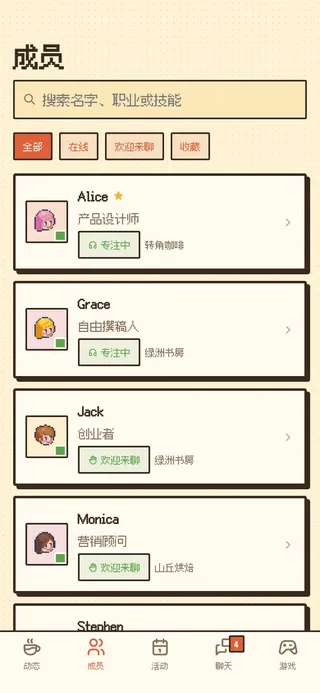 成员
搜索名字、职业或技能
全部 在线 欢迎来聊 收藏
Alice
产品设计师
专注中 转角咖啡
Grace
自由撰稿人
专注中 绿洲书房
Jack
创业者
欢迎来聊 绿洲书房
Monica
营销顾问
欢迎来聊 山丘烘焙
Stephen
4
动态 成员 活动 聊天 游戏